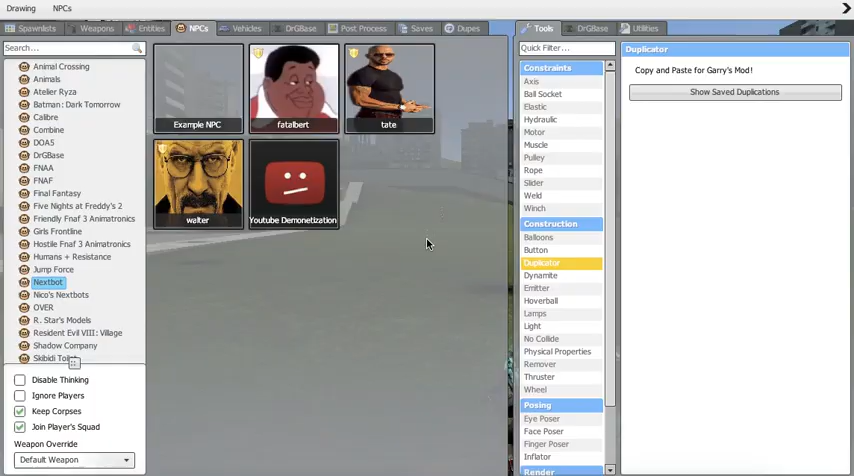 Drawing NPCs
Spawnlists Weapons Entities NPCs Vehicles DrGBase Post Process Saves Dupes
Search...
Animal Crossing
Animals
Atelier Ryza
Batman: Dark Tomorrow
Calibre
Combine
DOA5
DrGBase
FNAA
FNAF
Final Fantasy
Five Nights at Freddy's 2
Friendly Fnaf 3 Animatronics
Girls Frontline
Hostile Fnaf 3 Animatronics
Humans + Resistance
Jump Force
Nextbot
Nico's Nextbots
OVER
R. Star's Models
Resident Evil VIII: Village
Shadow Company
Skibidi
Disable Thinking
Ignore Players
Keep Corpses
Join Player's Squad
Weapon Override
Default Weapon
Example NPC
fatalbert
tate
walter
Youtube Demonetization
Tools DrGBase Utilities
Quick Filter...
Constraints
Axis
Ball Socket
Elastic
Hydraulic
Motor
Muscle
Pulley
Rope
Slider
Weld
Winch
Construction
Balloons
Button
Duplicator
Dynamite
Emitter
Hoverball
Lamps
Light
No Collide
Physical Properties
Remover
Thruster
Wheel
Posing
Eye Poser
Face Poser
Finger Poser
Inflator
Render
Duplicator
Copy and Paste for Garry's Mod!
Show Saved Duplications